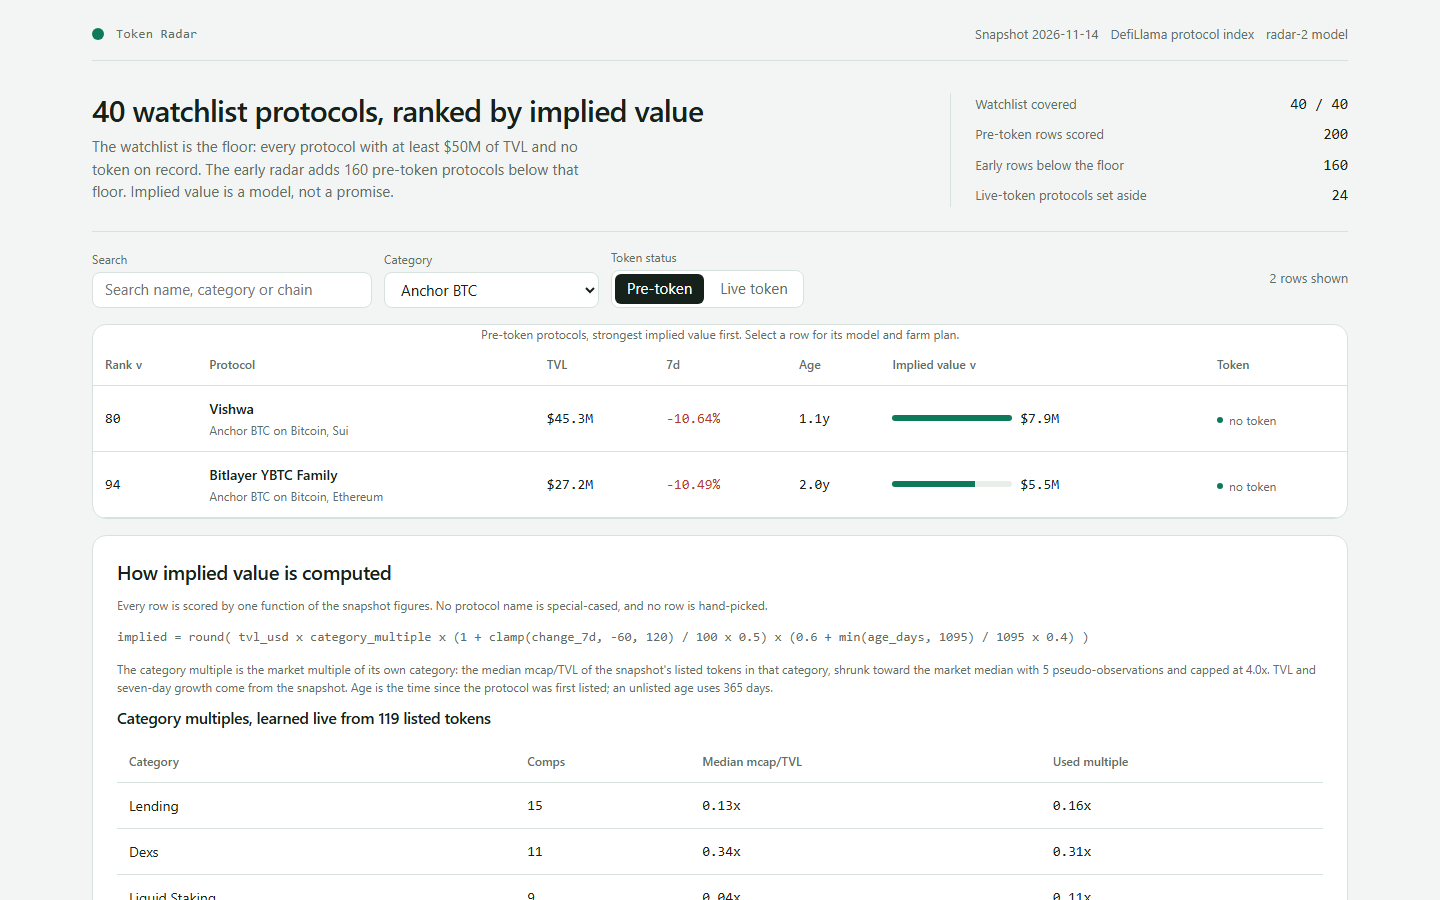 Token Radar
Snapshot 2026-11-14 DefiLlama protocol index radar-2 model
40 watchlist protocols, ranked by implied value
The watchlist is the floor: every protocol with at least $50M of TVL and no
token on record. The early radar adds 160 pre-token protocols below that
floor. Implied value is a model, not a promise.
Watchlist covered 40 / 40
Pre-token rows scored 200
Early rows below the floor 160
Live-token protocols set aside 24
Search
Search name, category or chain
Category
Anchor BTC
Token status
Pre-token Live token
2 rows shown
Pre-token protocols, strongest implied value first. Select a row for its model and farm plan.
Rank v Protocol TVL 7d Age Implied value v Token
80 Vishwa $45.3M -10.64% 1.1y $7.9M no token
Anchor BTC on Bitcoin, Sui
94 Bitlayer YBTC Family $27.2M -10.49% 2.0y $5.5M no token
Anchor BTC on Bitcoin, Ethereum
How implied value is computed
Every row is scored by one function of the snapshot figures. No protocol name is special-cased, and no row is hand-picked.
implied = round( tvl_usd x category_multiple x (1 + clamp(change_7d, -60, 120) / 100 x 0.5) x (0.6 + min(age_days, 1095) / 1095 x 0.4) )
The category multiple is the market multiple of its own category: the median mcap/TVL of the snapshot's listed tokens in that category, shrunk toward the market median with 5 pseudo-observations and capped at 4.0x. TVL and
seven-day growth come from the snapshot. Age is the time since the protocol was first listed; an unlisted age uses 365 days.
Category multiples, learned live from 119 listed tokens
Category Comps Median mcap/TVL Used multiple
Lending 15 0.13x 0.16x
Dexs 11 0.34x 0.31x
Liquid Staking 9 0.04x 0.11x